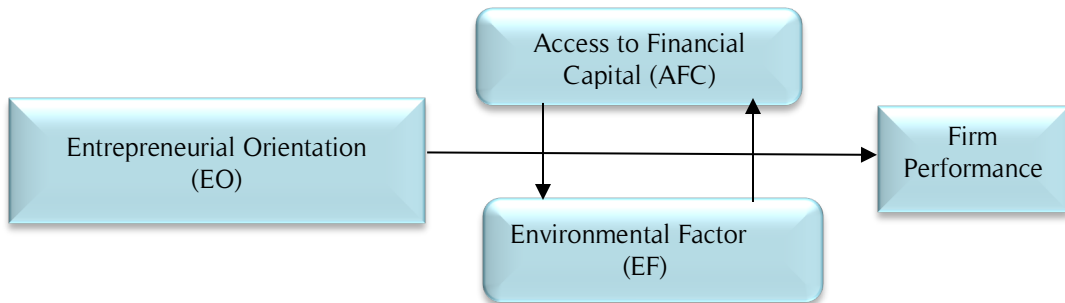 Access to Financial
Capital (AFC)
Entrepreneurial Orientation
(EO)
Firm
Performance
Environmental Factor
(EF)